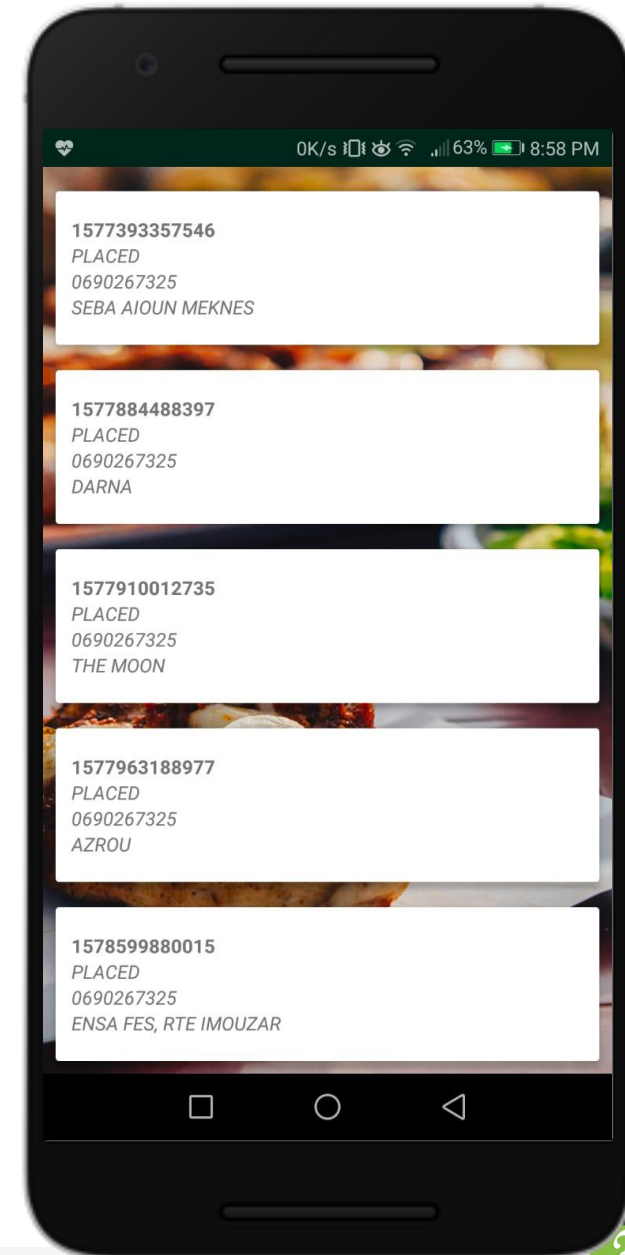 0K/s 63% 8:58 PM
1577393357546
PLACED
0690267325
SEBA AIOUN MEKNES
1577884488397
PLACED
0690267325
DARNA
1577910012735
PLACED
0690267325
THE MOON
1577963188977
PLACED
0690267325
AZROU
1578599880015
PLACED
0690267325
ENSA FES, RTE IMOUZAR